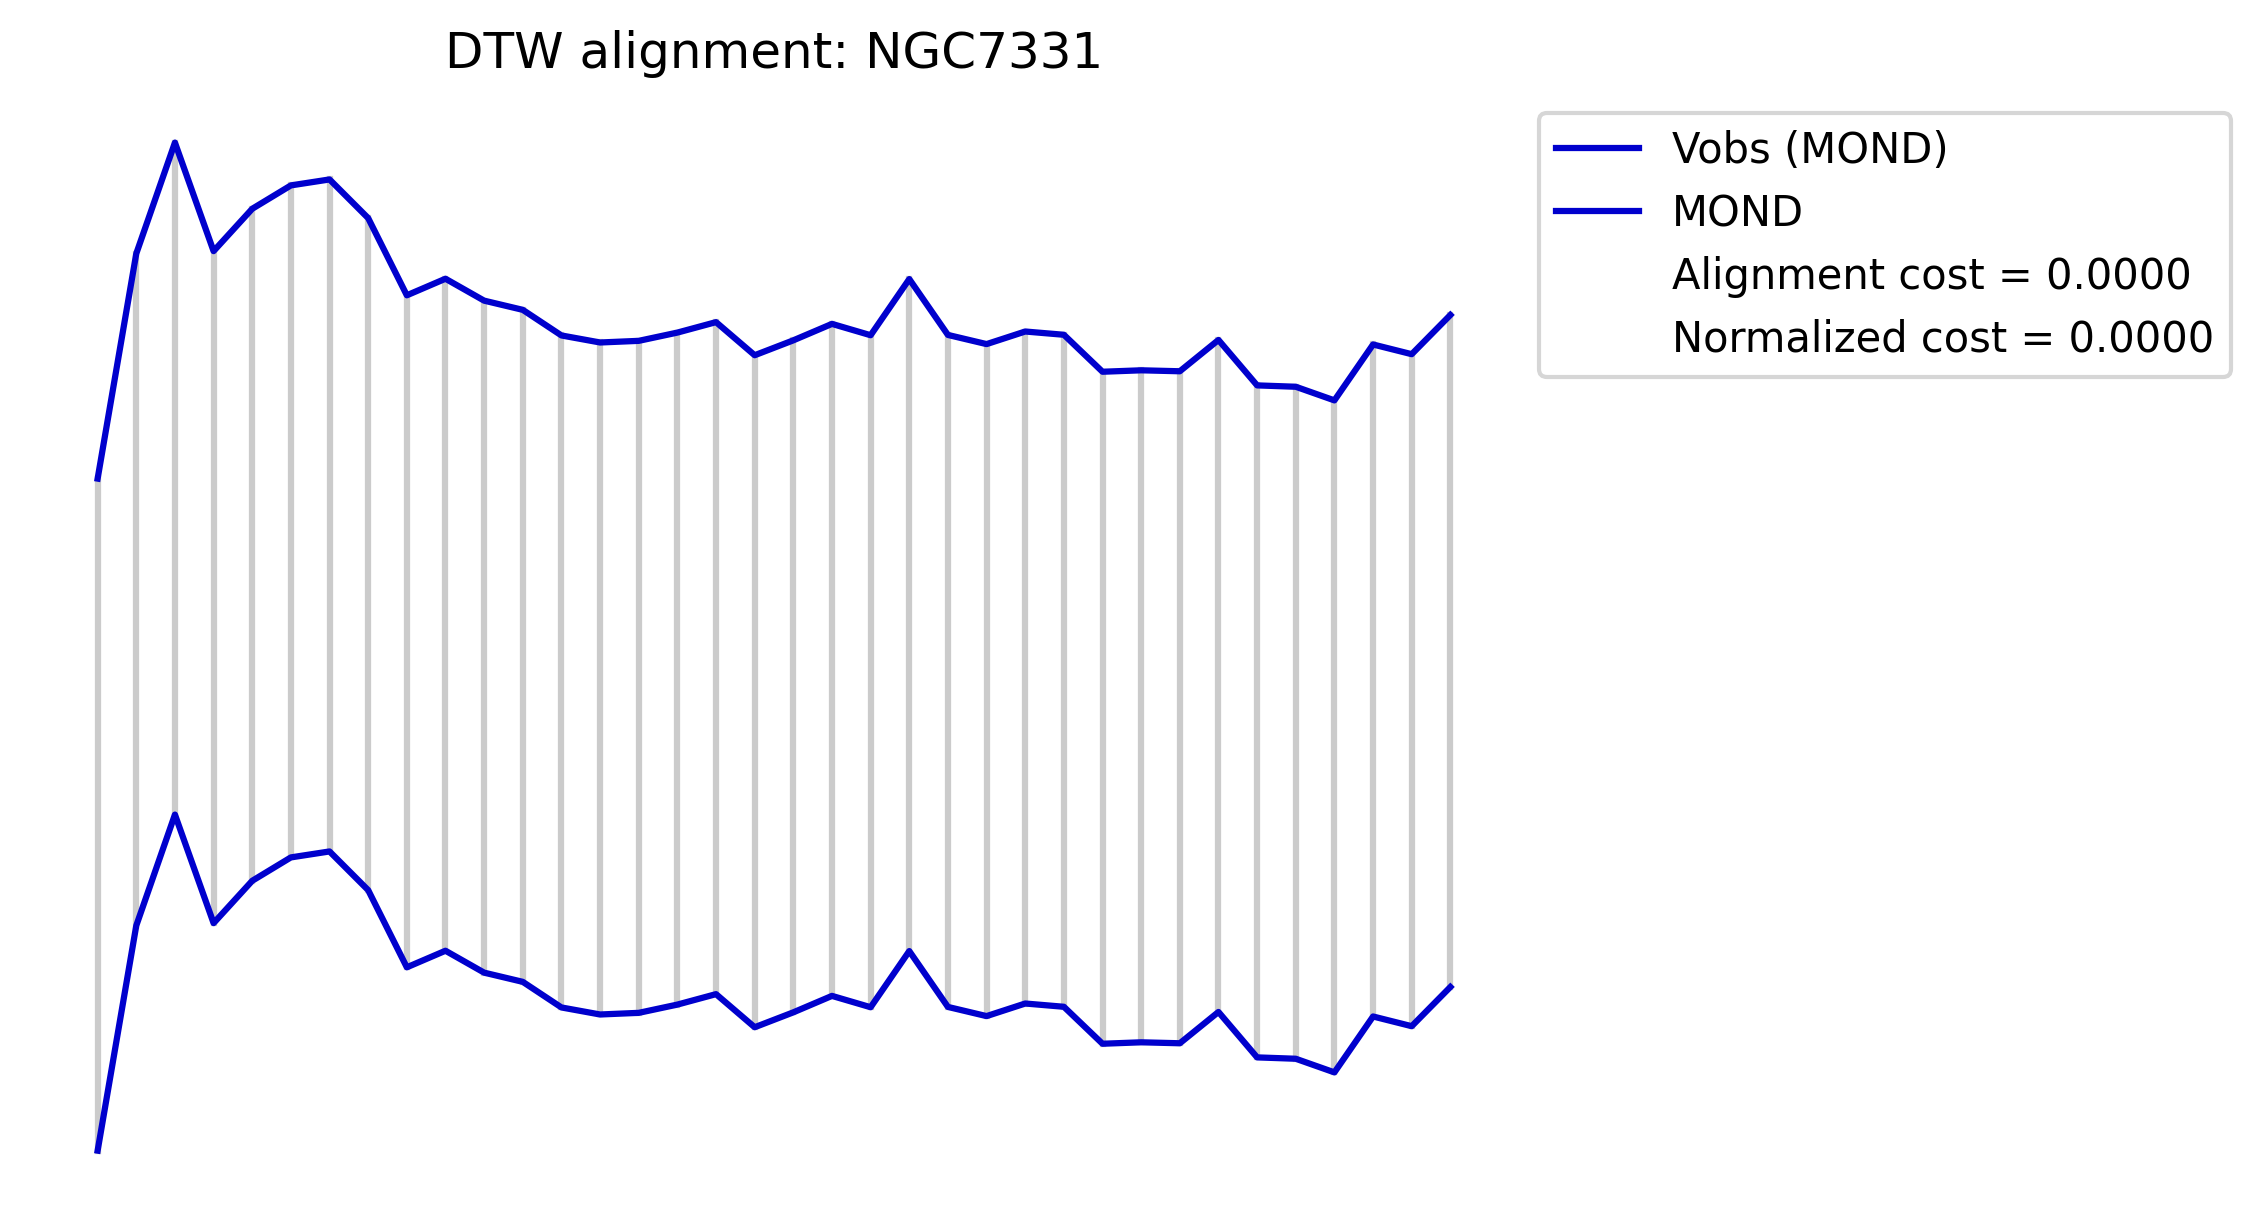 DTW alignment: NGC7331
Vobs (MOND)
MOND
Alignment cost = 0.0000
Normalized cost = 0.0000